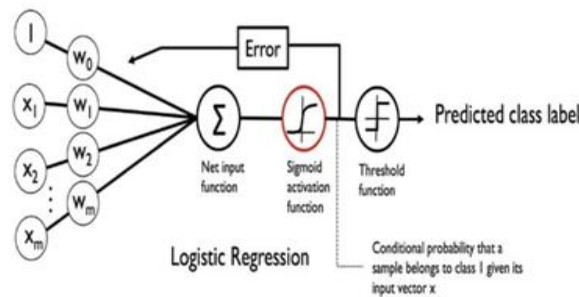 1
w₀
Error
x₁
w₁
Σ
Predicted class label
x₂
w₂
Net input
function
Sigmoid
activation
function
Threshold
function
⋮
wₘ
xₘ
Logistic Regression
Conditional probability that a
sample belongs to class 1 given its
input vector x